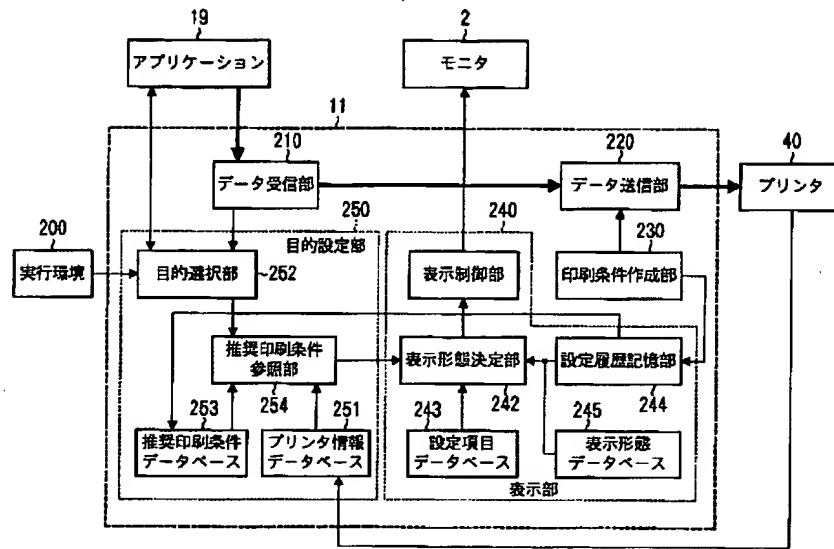 19
アプリケーション
2
モニタ
11
210
データ受信部
220
データ送信部
40
プリンタ
200
実行環境
250
目的設定部
目的選択部
252
240
表示制御部
230
印刷条件作成部
推奨印刷条件
参照部
254
表示形態決定部
242
設定履歴記憶部
244
253
推奨印刷条件
データベース
251
プリンタ情報
データベース
243
設定項目
データベース
245
表示形態
データベース
表示部